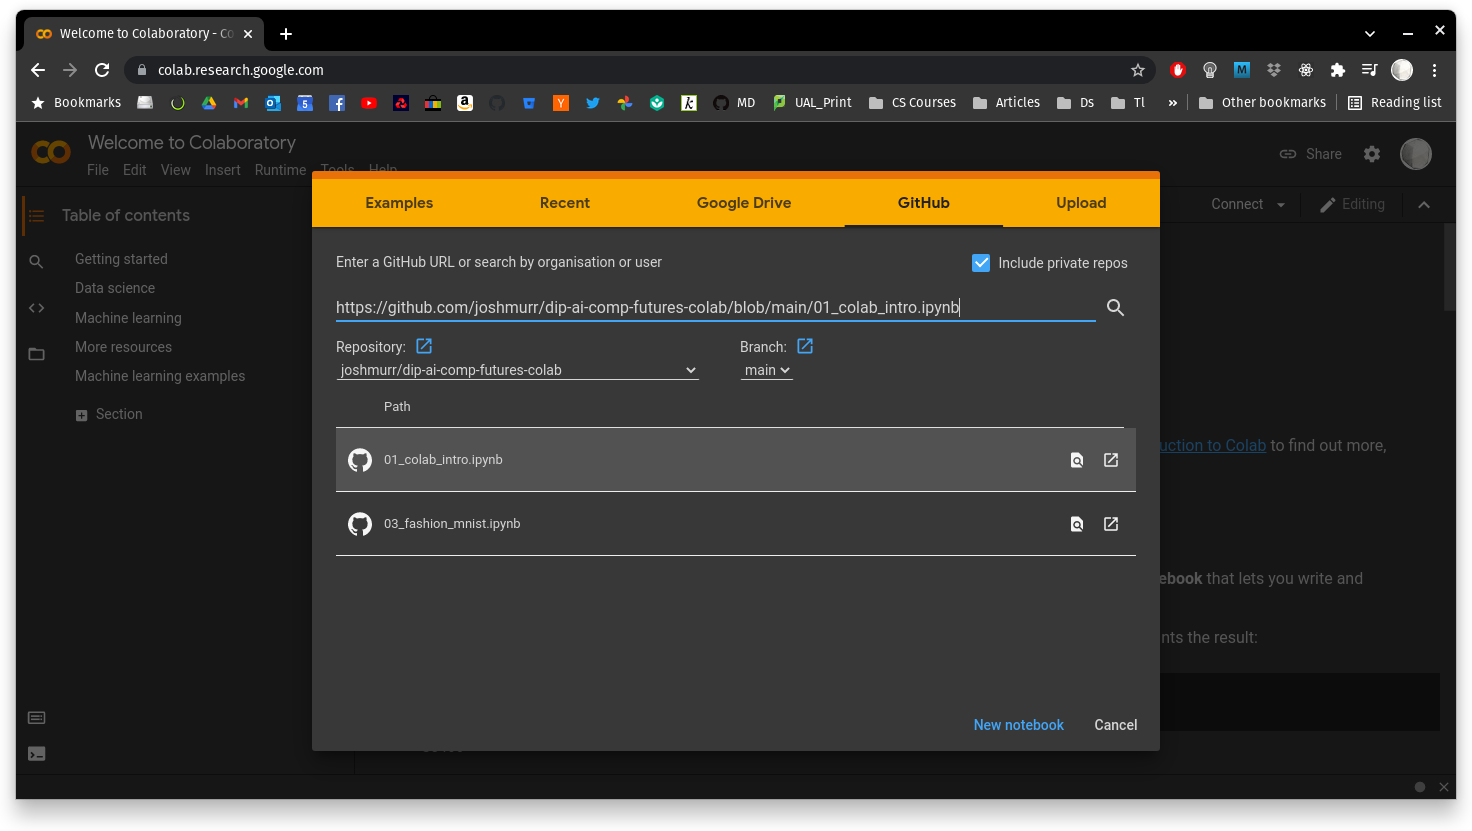 Welcome to Colaboratory - Co
colab.research.google.com
Bookmarks
5
Y
k
MD
UAL_Print
CS Courses
Articles
Ds
Tl
»
Other bookmarks
Reading list
M
Welcome to Colaboratory
File Edit View Insert Runtime Tools Help
Share
Table of contents
Connect
Editing
Getting started
Data science
Machine learning
More resources
Machine learning examples
Section
Examples
Recent
Google Drive
GitHub
Upload
Enter a GitHub URL or search by organisation or user
Include private repos
https://github.com/joshmurr/dip-ai-comp-futures-colab/blob/main/01_colab_intro.ipynb
Repository:
Branch:
joshmurr/dip-ai-comp-futures-colab
main
Path
01_colab_intro.ipynb
03_fashion_mnist.ipynb
New notebook
Cancel
uction to Colab to find out more,
ebook that lets you write and
nts the result: